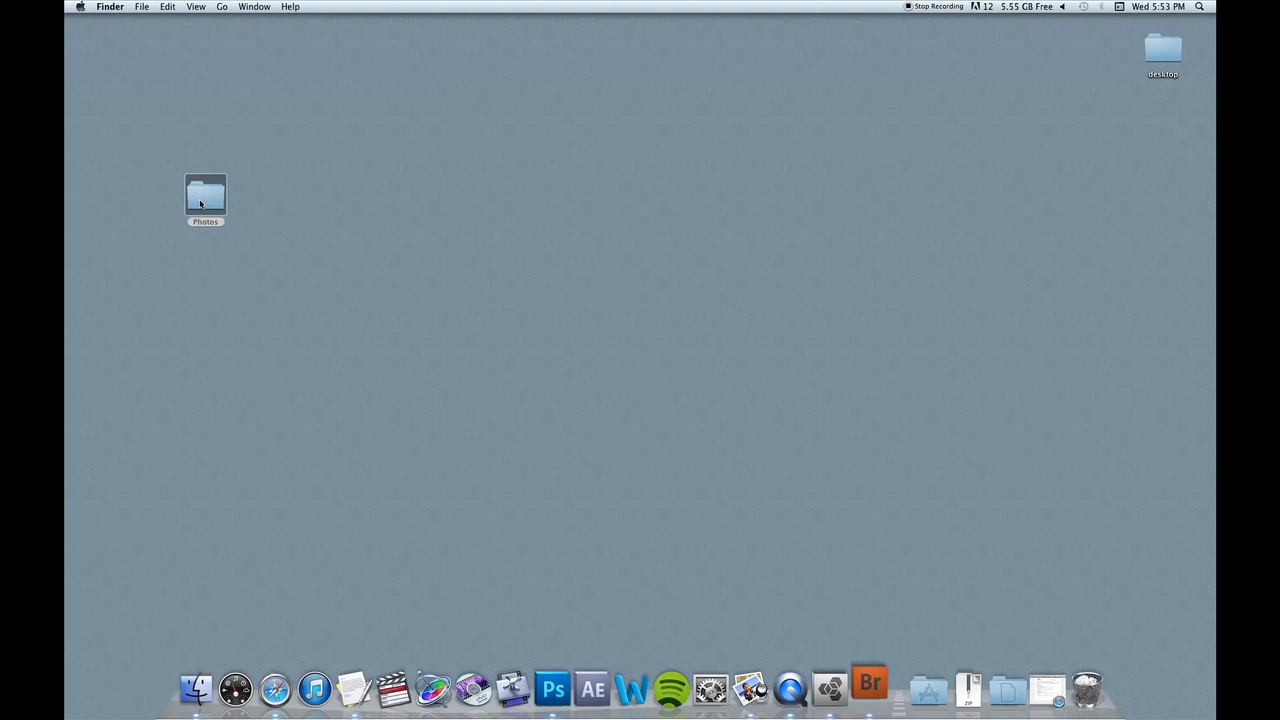 Finder File Edit View Go Window Help Stop Recording 12 5.55 GB Free Wed 5:53 PM
desktop
Photos
Ps AE W Br
ZIP